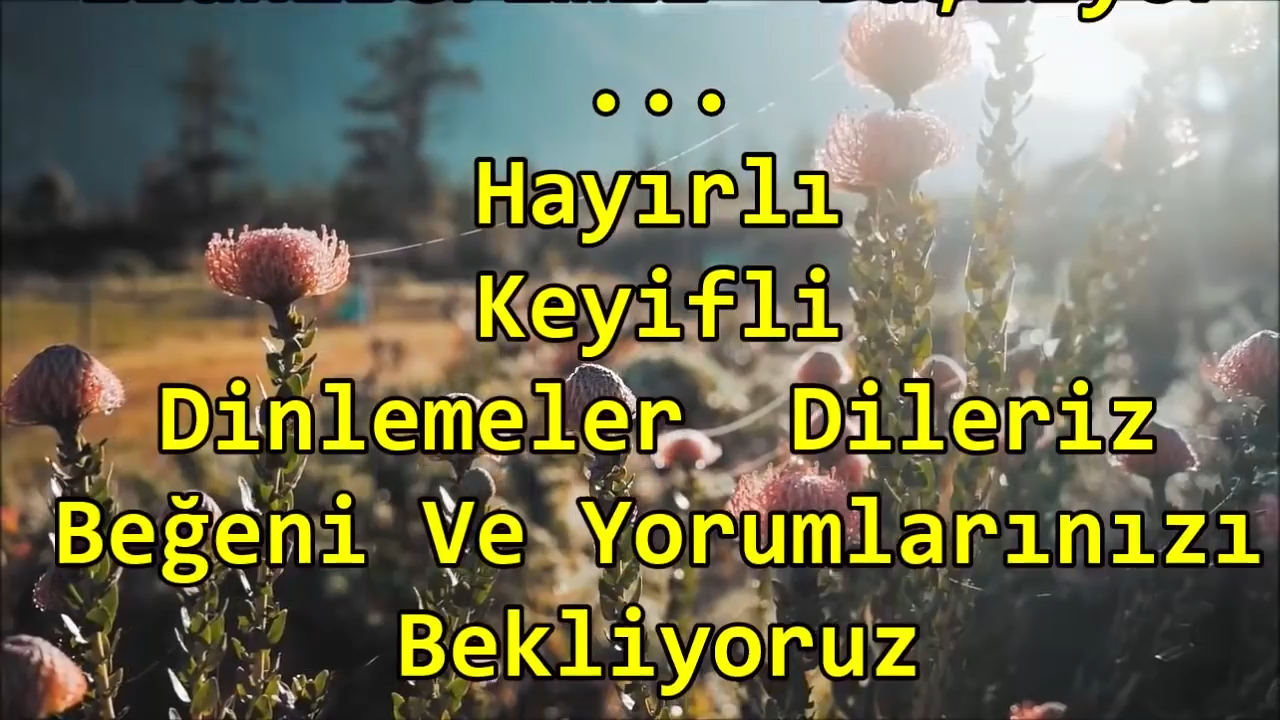 ...
Hayırlı
Keyifli
Dinlemeler Dileriz
Beğeni Ve Yorumlarınızı
Bekliyoruz